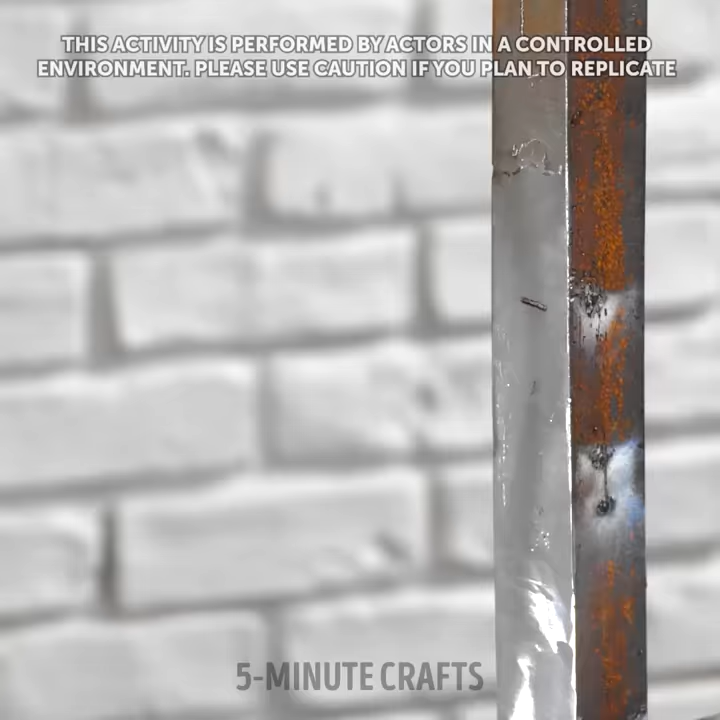 THIS ACTIVITY IS PERFORMED BY ACTORS IN A CONTROLLED
ENVIRONMENT. PLEASE USE CAUTION IF YOU PLAN TO REPLICATE
5-MINUTE CRAFTS